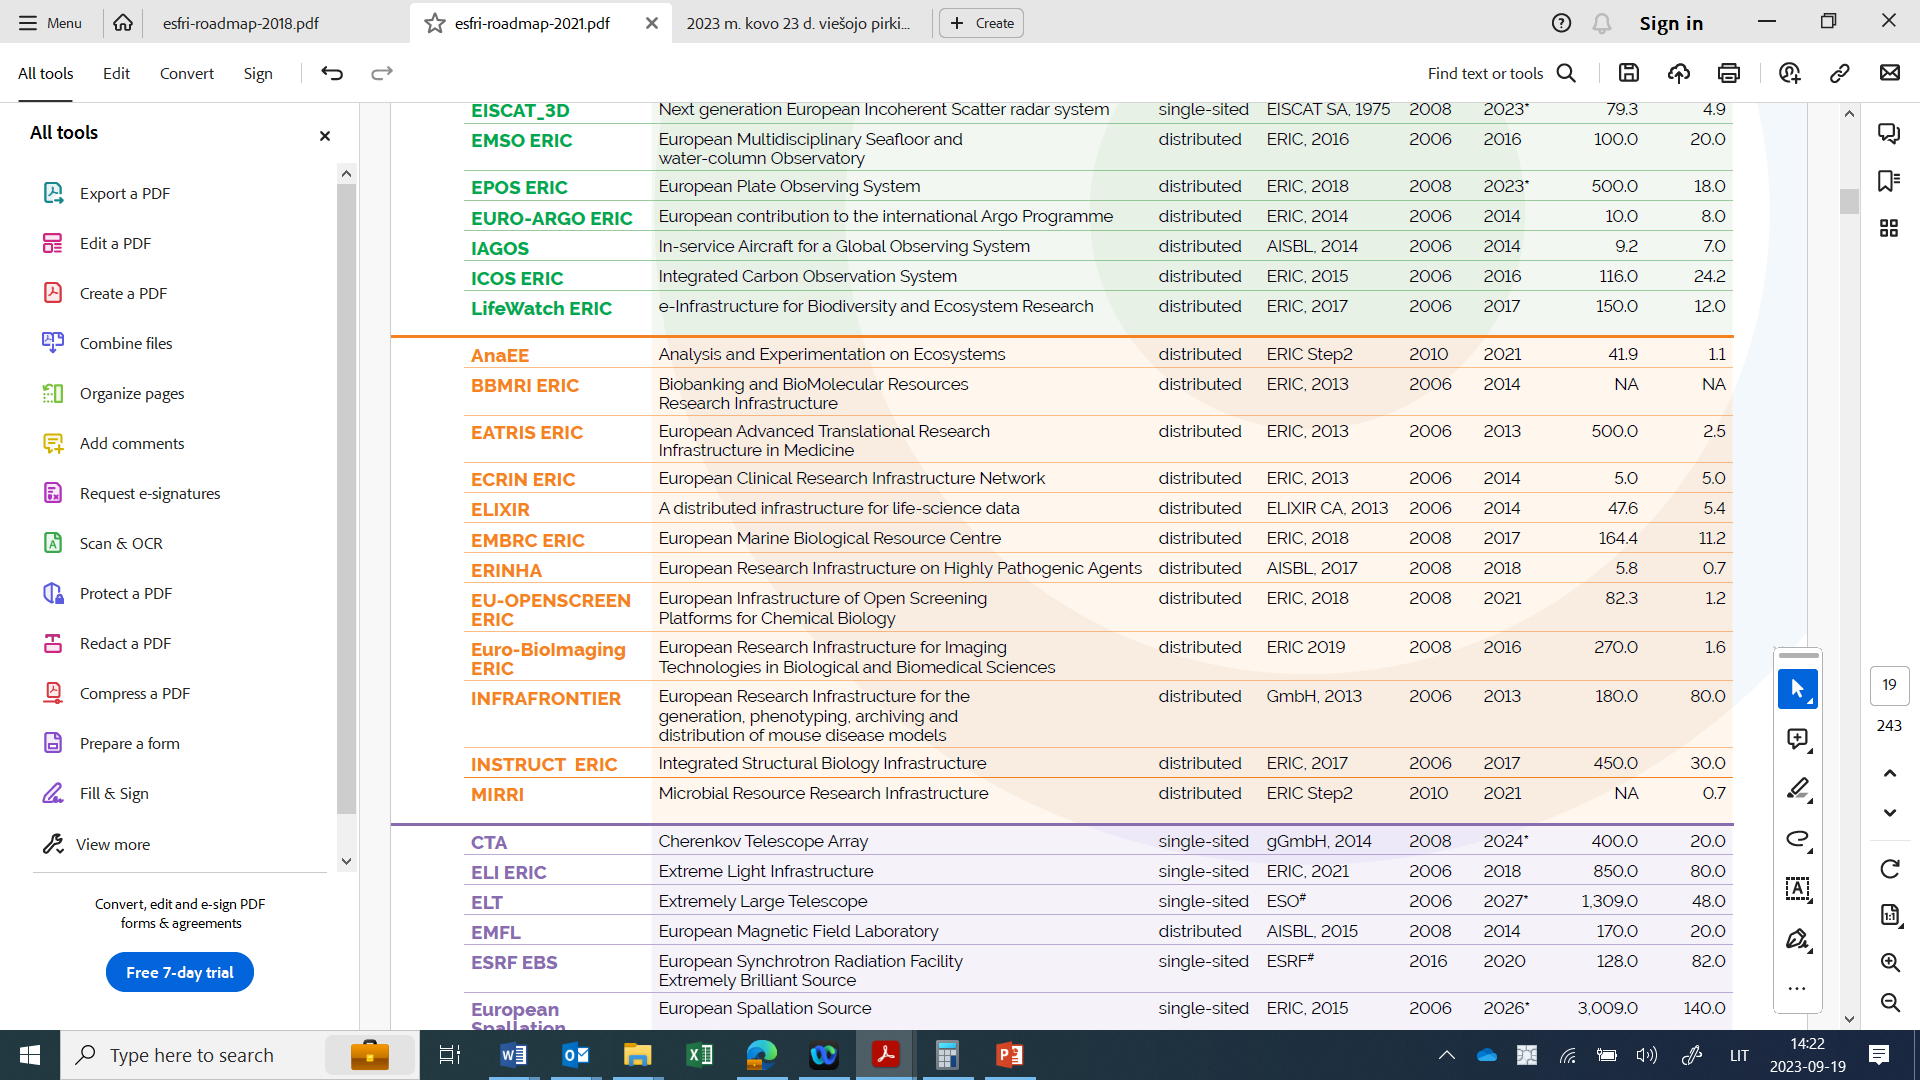 Menu
esfri-roadmap-2018.pdf
esfri-roadmap-2021.pdf
2023 m. kovo 23 d. viešojo pirki...
Create
Sign in
All tools
Edit
Convert
Sign
Find text or tools
All tools
Export a PDF
Edit a PDF
Create a PDF
Combine files
Organize pages
Add comments
Request e-signatures
Scan & OCR
Protect a PDF
Redact a PDF
Compress a PDF
Prepare a form
Fill & Sign
View more
Convert, edit and e-sign PDF
forms & agreements
Free 7-day trial
EISCAT_3D Next generation European Incoherent Scatter radar system single-sited EISCAT SA, 1975 2008 2023* 79.3 4.9
EMSO ERIC European Multidisciplinary Seafloor and distributed ERIC, 2016 2006 2016 100.0 20.0
water-column Observatory
EPOS ERIC European Plate Observing System distributed ERIC, 2018 2008 2023* 500.0 18.0
EURO-ARGO ERIC European contribution to the international Argo Programme distributed ERIC, 2014 2006 2014 10.0 8.0
IAGOS In-service Aircraft for a Global Observing System distributed AISBL, 2014 2006 2014 9.2 7.0
ICOS ERIC Integrated Carbon Observation System distributed ERIC, 2015 2006 2016 116.0 24.2
LifeWatch ERIC e-Infrastructure for Biodiversity and Ecosystem Research distributed ERIC, 2017 2006 2017 150.0 12.0
AnaEE Analysis and Experimentation on Ecosystems distributed ERIC Step2 2010 2021 41.9 1.1
BBMRI ERIC Biobanking and BioMolecular Resources distributed ERIC, 2013 2006 2014 NA NA
Research Infrastructure
EATRIS ERIC European Advanced Translational Research distributed ERIC, 2013 2006 2013 500.0 2.5
Infrastructure in Medicine
ECRIN ERIC European Clinical Research Infrastructure Network distributed ERIC, 2013 2006 2014 5.0 5.0
ELIXIR A distributed infrastructure for life-science data distributed ELIXIR CA, 2013 2006 2014 47.6 5.4
EMBRC ERIC European Marine Biological Resource Centre distributed ERIC, 2018 2008 2017 164.4 11.2
ERINHA European Research Infrastructure on Highly Pathogenic Agents distributed AISBL, 2017 2008 2018 5.8 0.7
EU-OPENSCREEN European Infrastructure of Open Screening distributed ERIC, 2018 2008 2021 82.3 1.2
ERIC Platforms for Chemical Biology
Euro-BioImaging European Research Infrastructure for Imaging distributed ERIC 2019 2008 2016 270.0 1.6
ERIC Technologies in Biological and Biomedical Sciences
INFRAFRONTIER European Research Infrastructure for the distributed GmbH, 2013 2006 2013 180.0 80.0
generation, phenotyping, archiving and
distribution of mouse disease models
INSTRUCT ERIC Integrated Structural Biology Infrastructure distributed ERIC, 2017 2006 2017 450.0 30.0
MIRRI Microbial Resource Research Infrastructure distributed ERIC Step2 2010 2021 NA 0.7
CTA Cherenkov Telescope Array single-sited gGmbH, 2014 2008 2024* 400.0 20.0
ELI ERIC Extreme Light Infrastructure single-sited ERIC, 2021 2006 2018 850.0 80.0
ELT Extremely Large Telescope single-sited ESO# 2006 2027* 1,309.0 48.0
EMFL European Magnetic Field Laboratory distributed AISBL, 2015 2008 2014 170.0 20.0
ESRF EBS European Synchrotron Radiation Facility single-sited ESRF# 2016 2020 128.0 82.0
Extremely Brilliant Source
European European Spallation Source single-sited ERIC, 2015 2006 2026* 3,009.0 140.0
Spallation
19
243
Type here to search
LIT
14:22
2023-09-19